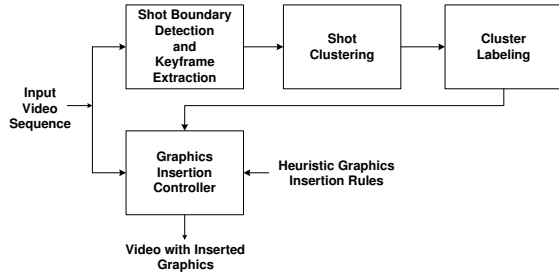 Shot Boundary
Detection
and
Keyframe
Extraction
Shot
Clustering
Cluster
Labeling
Input
Video
Sequence
Graphics
Insertion
Controller
Heuristic Graphics
Insertion Rules
Video with Inserted
Graphics